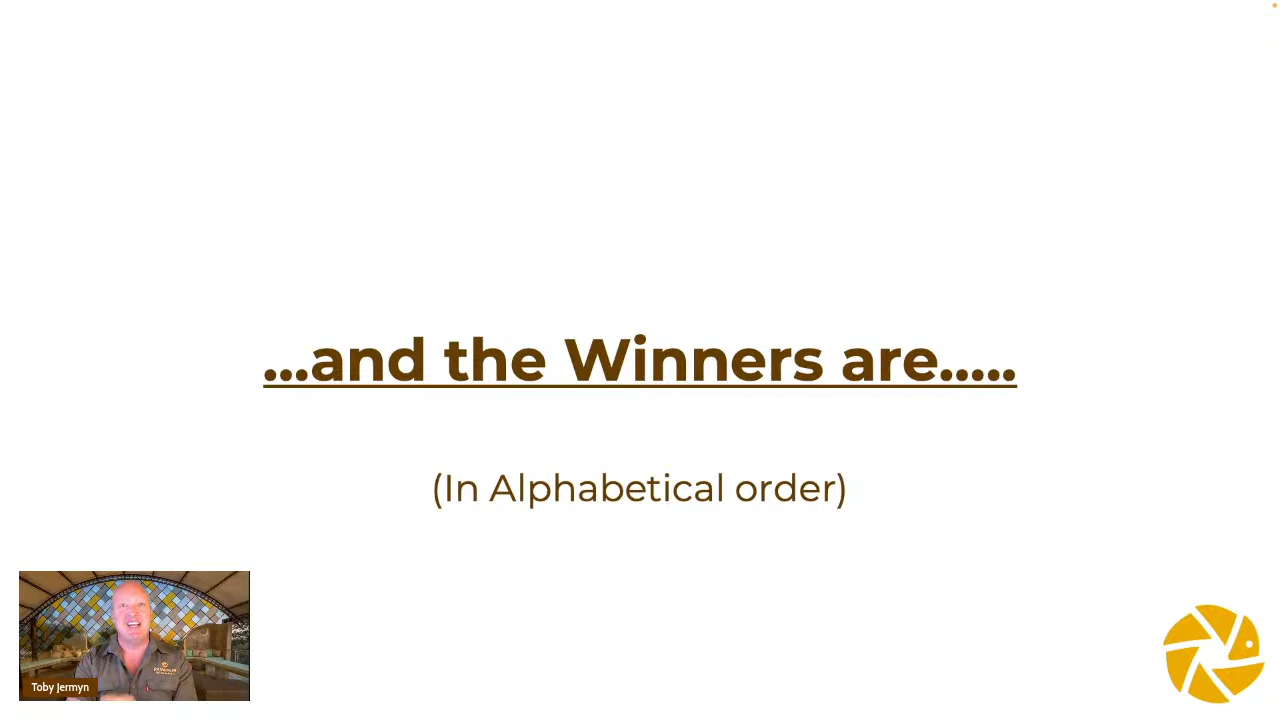 ...and the Winners are.....
(In Alphabetical order)
Toby Jermyn